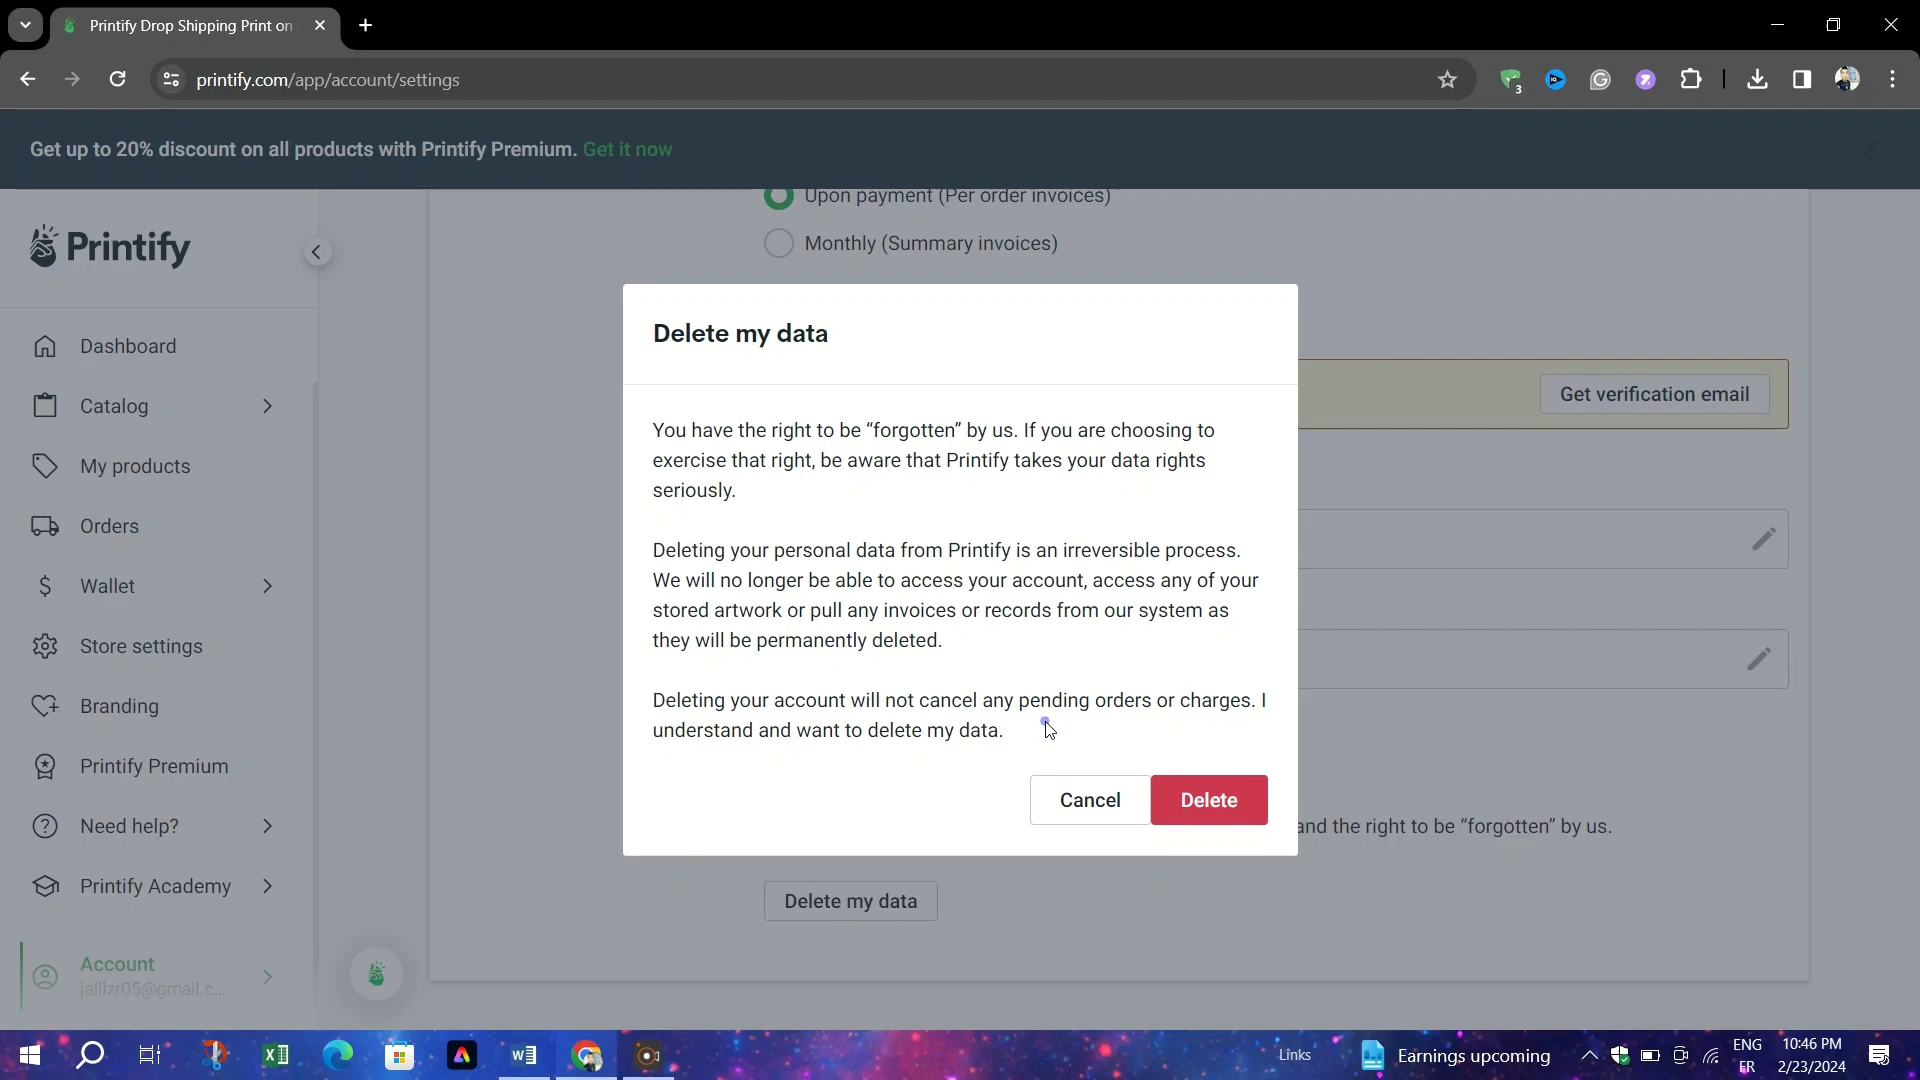 Printify Drop Shipping Print on
printify.com/app/account/settings
3
Get up to 20% discount on all products with Printify Premium. Get it now
Printify
Dashboard
Catalog
My products
Orders
Wallet
Store settings
Branding
Printify Premium
Need help?
Printify Academy
Account
jalilzr05@gmail.c...
Upon payment (Per order invoices)
Monthly (Summary invoices)
Get verification email
Delete my data
You have the right to be “forgotten” by us. If you are choosing to
exercise that right, be aware that Printify takes your data rights
seriously.
Deleting your personal data from Printify is an irreversible process.
We will no longer be able to access your account, access any of your
stored artwork or pull any invoices or records from our system as
they will be permanently deleted.
Deleting your account will not cancel any pending orders or charges. I
understand and want to delete my data.
Cancel
Delete
and the right to be “forgotten” by us.
Delete my data
Links
Earnings upcoming
ENG
FR
10:46 PM
2/23/2024